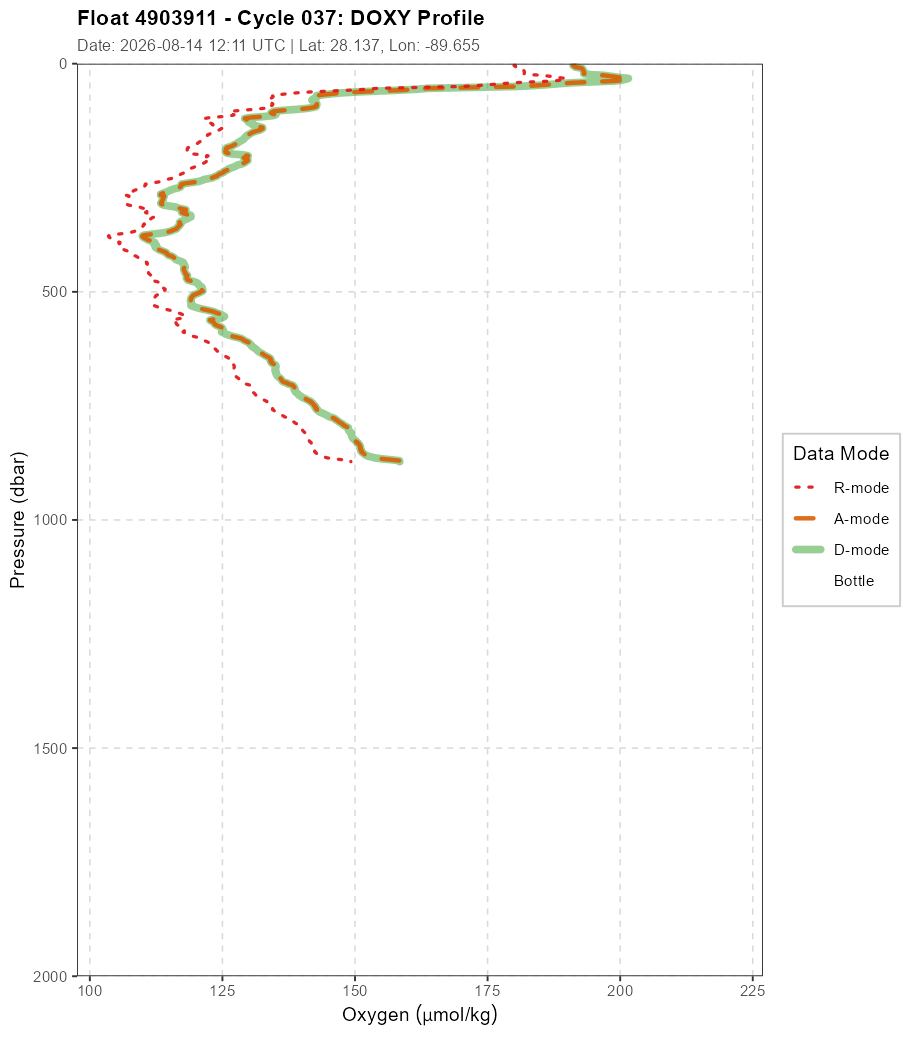 Float 4903911 - Cycle 037: DOXY Profile
Date: 2026-08-14 12:11 UTC | Lat: 28.137, Lon: -89.655
0
500
1000
1500
2000
Pressure (dbar)
100 125 150 175 200 225
Oxygen (μmol/kg)
Data Mode
R-mode
A-mode
D-mode
Bottle